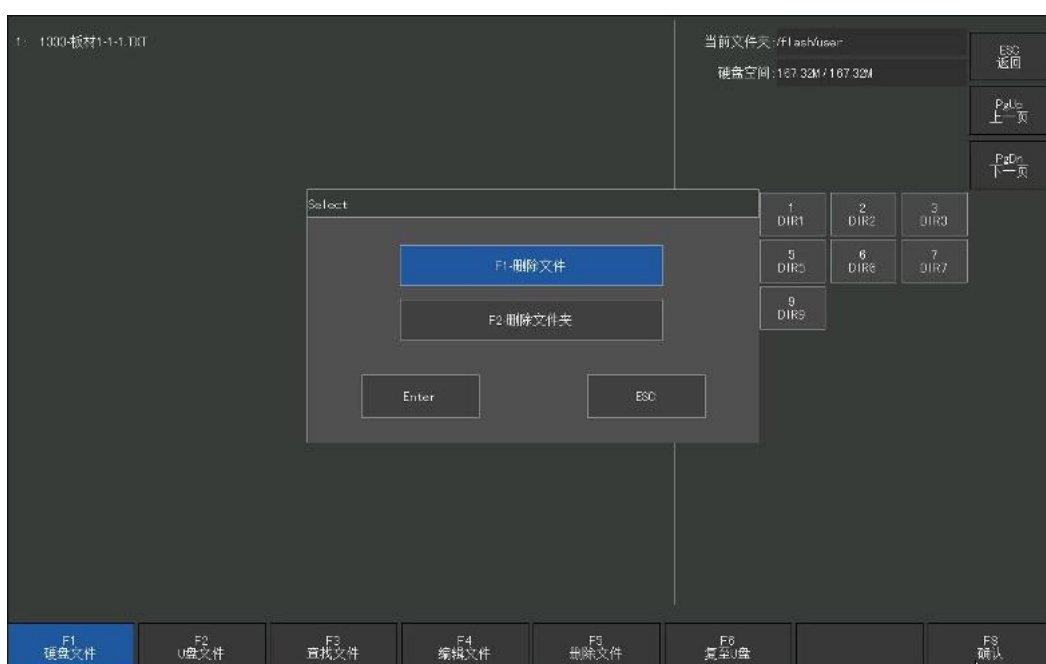 1: 1000-板材1-1-1.TXT
当前文件夹:/flash/user
硬盘空间:167.32M/167.32M
ESC
返回
PgUp
上一页
PgDn
下一页
Select
F1-删除文件
F2-删除文件夹
Enter
ESC
1
DIR1
2
DIR2
3
DIR3
5
DIR5
6
DIR6
7
DIR7
9
DIR9
F1
硬盘文件
F2
U盘文件
F3
查找文件
F4
编辑文件
F5
删除文件
F6
复至U盘
F8
确认